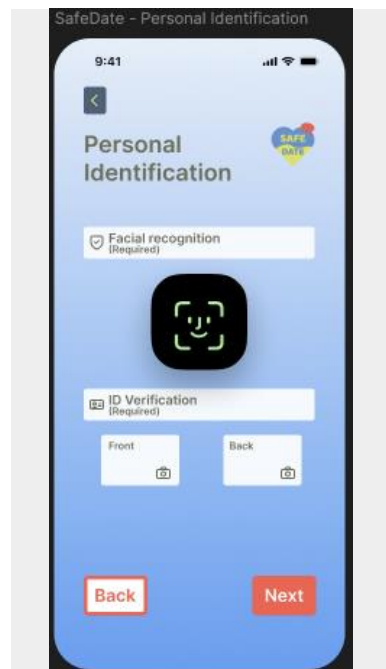 SafeDate - Personal Identification
9:41
Personal
Identification
SAFE
DATE
Facial recognition
(Required)
ID Verification
(Required)
Front
Back
Back
Next